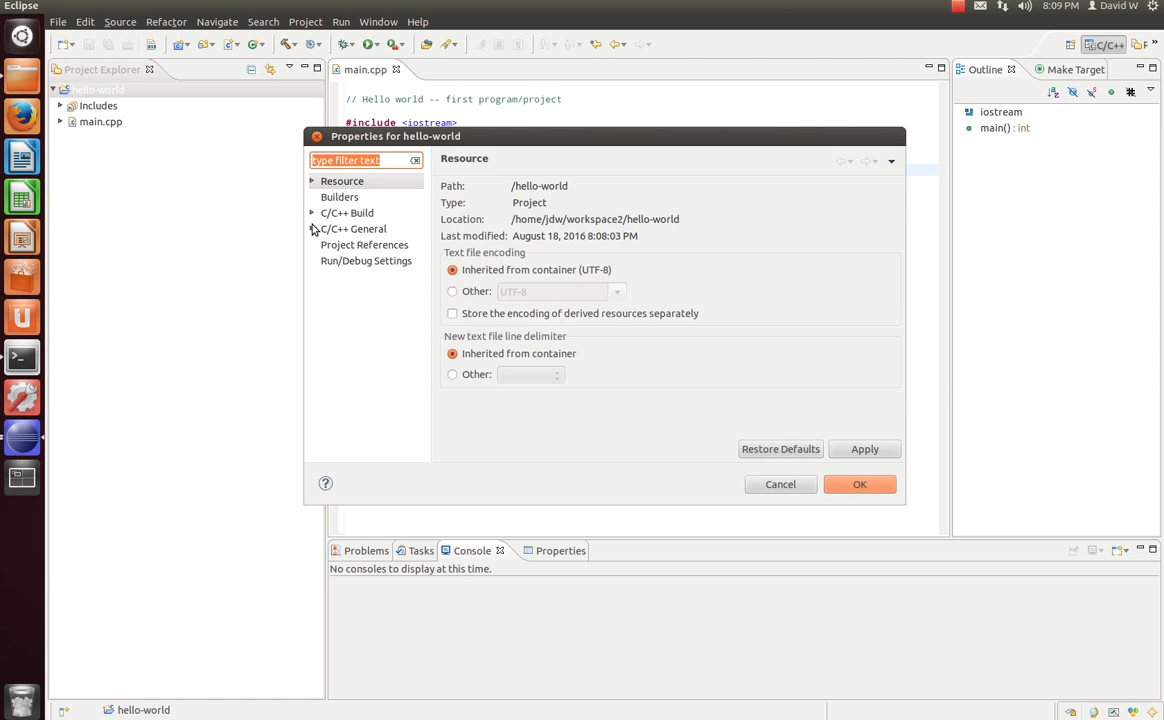 Eclipse
8:09 PM
David W
File Edit Source Refactor Navigate Search Project Run Window Help
C/C++
F »
Project Explorer
main.cpp
Outline
Make Target
hello-world
Includes
main.cpp
// Hello world -- first program/project
#include <iostream>
iostream
main() : int
Properties for hello-world
type filter text
Resource
Builders
C/C++ Build
C/C++ General
Project References
Run/Debug Settings
Resource
Path: /hello-world
Type: Project
Location: /home/jdw/workspace2/hello-world
Last modified: August 18, 2016 8:08:03 PM
Text file encoding
Inherited from container (UTF-8)
Other: UTF-8
Store the encoding of derived resources separately
New text file line delimiter
Inherited from container
Other:
Restore Defaults Apply
Cancel OK
Problems Tasks Console Properties
No consoles to display at this time.
hello-world